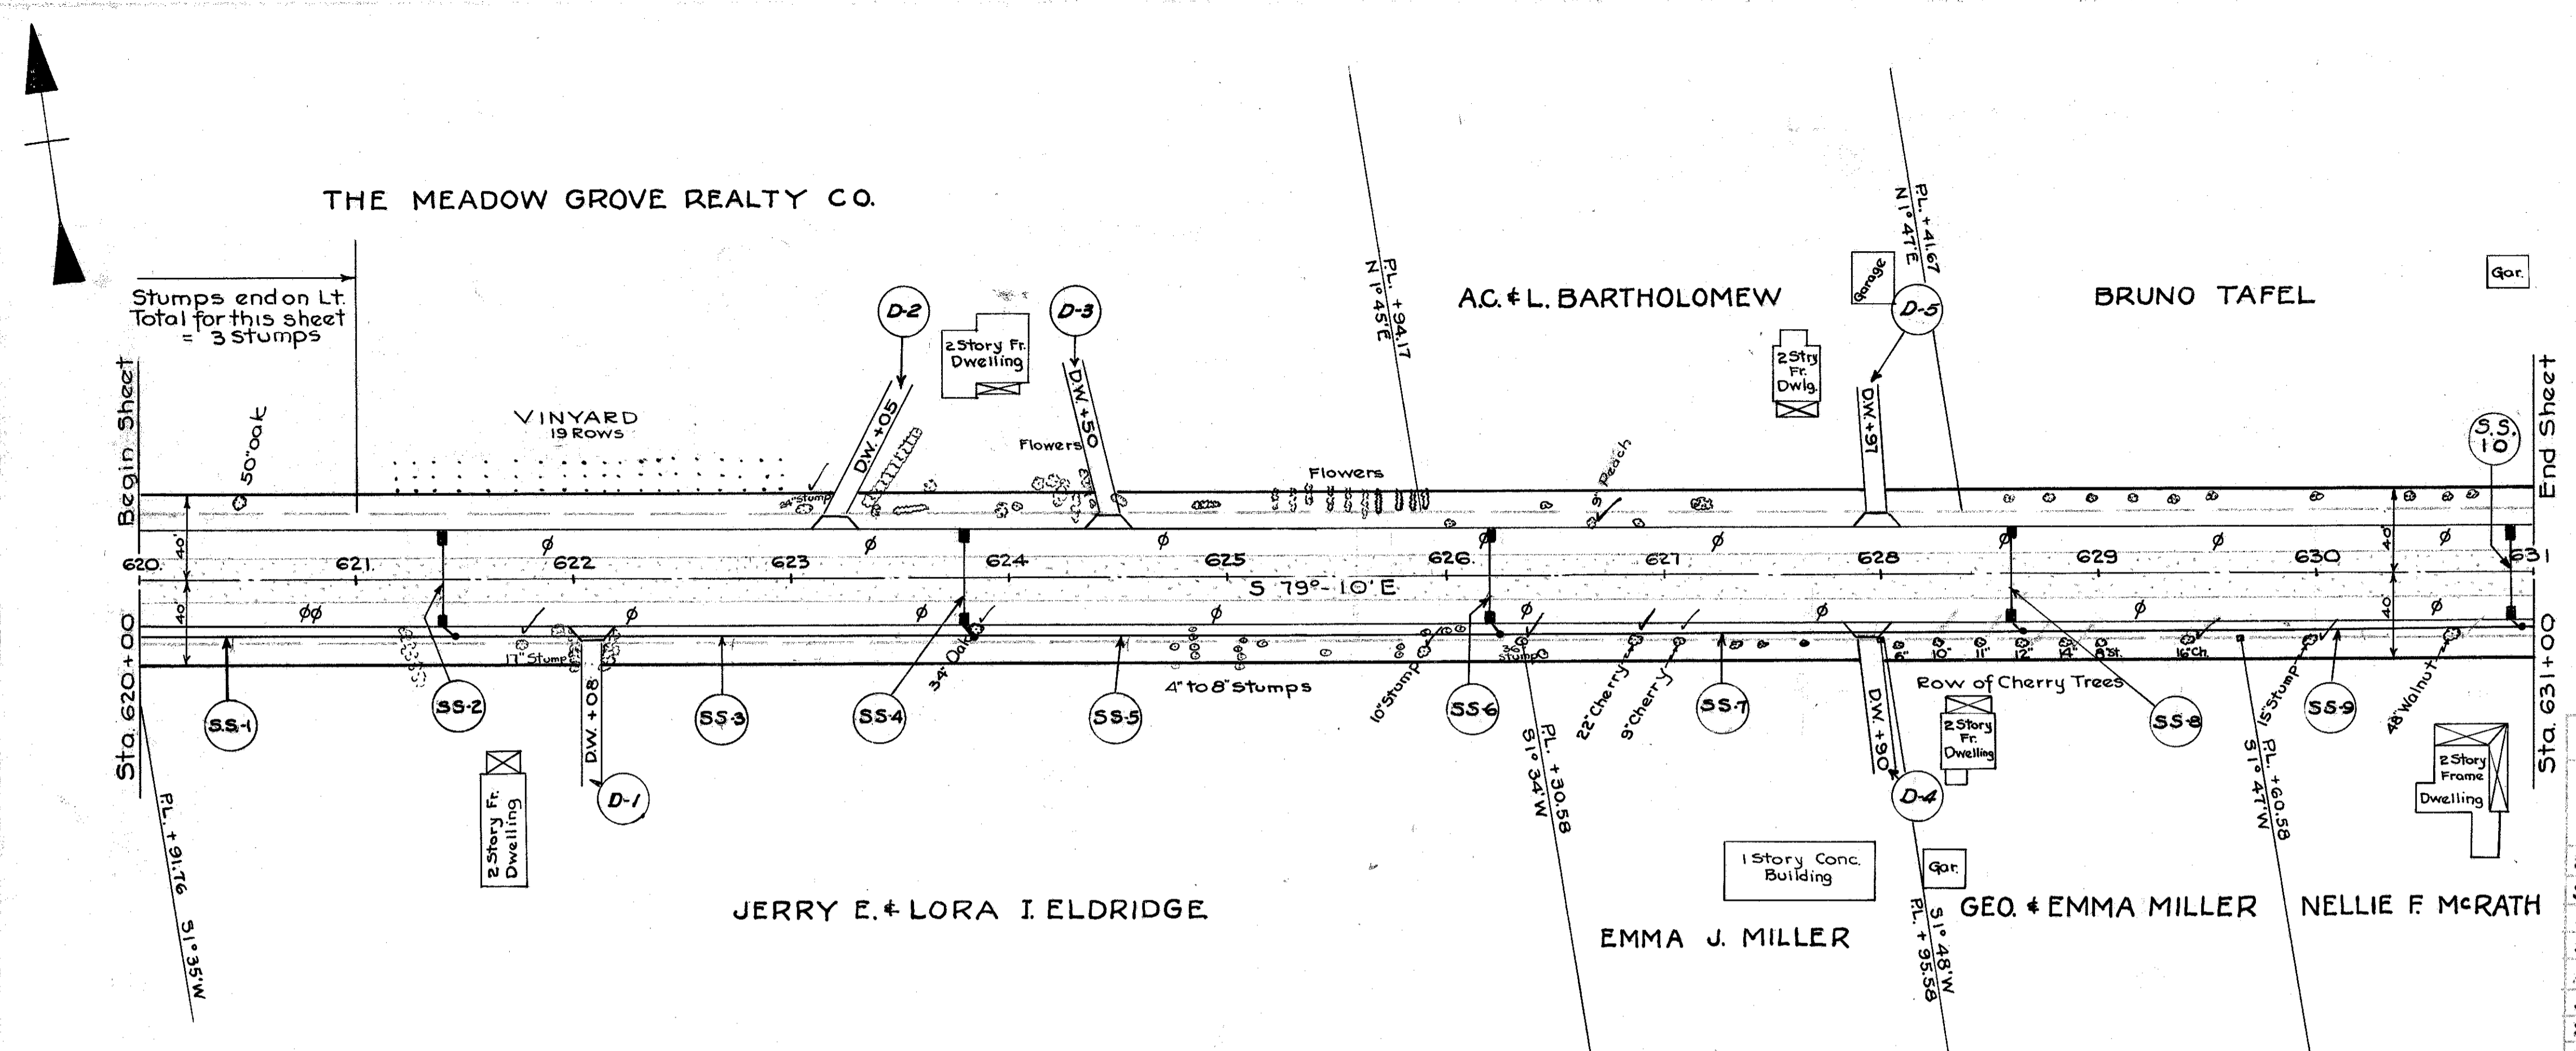 THE MEADOW GROVE REALTY CO.
Stumps end on Lt.
Total for this sheet
= 3 Stumps
Begin Sheet
Sta. 620+00
50" oak
VINYARD
19 ROWS
24" Stump
D-2
D.W. +05
2 Story Fr.
Dwelling
D-3
D.W. +50
Flowers
Flowers
P.L. +94.17
N 1° 45' E
A.C. & L. BARTHOLOMEW
9" Peach
2 Stry
Fr.
Dwlg.
Garage
D-5
D.W. +97
P.L. +41.67
N 1° 47' E
BRUNO TAFEL
Gar.
S.S.
10
End Sheet
Sta. 631+00
40'
40'
620.
621.
622
623
624
625
626.
627
628
629
630
631
40'
40'
S 79°-10' E
17" Stump
34" Oak
4" to 8" Stumps
10" Stump
Stump
22" Cherry
9" Cherry
10"
11"
12"
14"
8" St.
16" Ch.
Row of Cherry Trees
15" Stump
48" Walnut
S.S.-1
SS-2
SS-3
SS-4
SS-5
SS-6
SS-7
SS-8
SS-9
D.W. +08
D-1
2 Story Fr.
Dwelling
P.L. +91.76 S 1° 35' W
JERRY E. & LORA I. ELDRIDGE
P.L. +30.58
S 1° 34' W
D.W. +90
D-4
2 Story
Fr.
Dwelling
1 Story Conc.
Building
Gar.
EMMA J. MILLER
S 1° 48' W
P.L. +95.58
GEO. & EMMA MILLER
P.L. +60.58
S 1° 47' W
2 Story
Frame
Dwelling
NELLIE F. McRATH